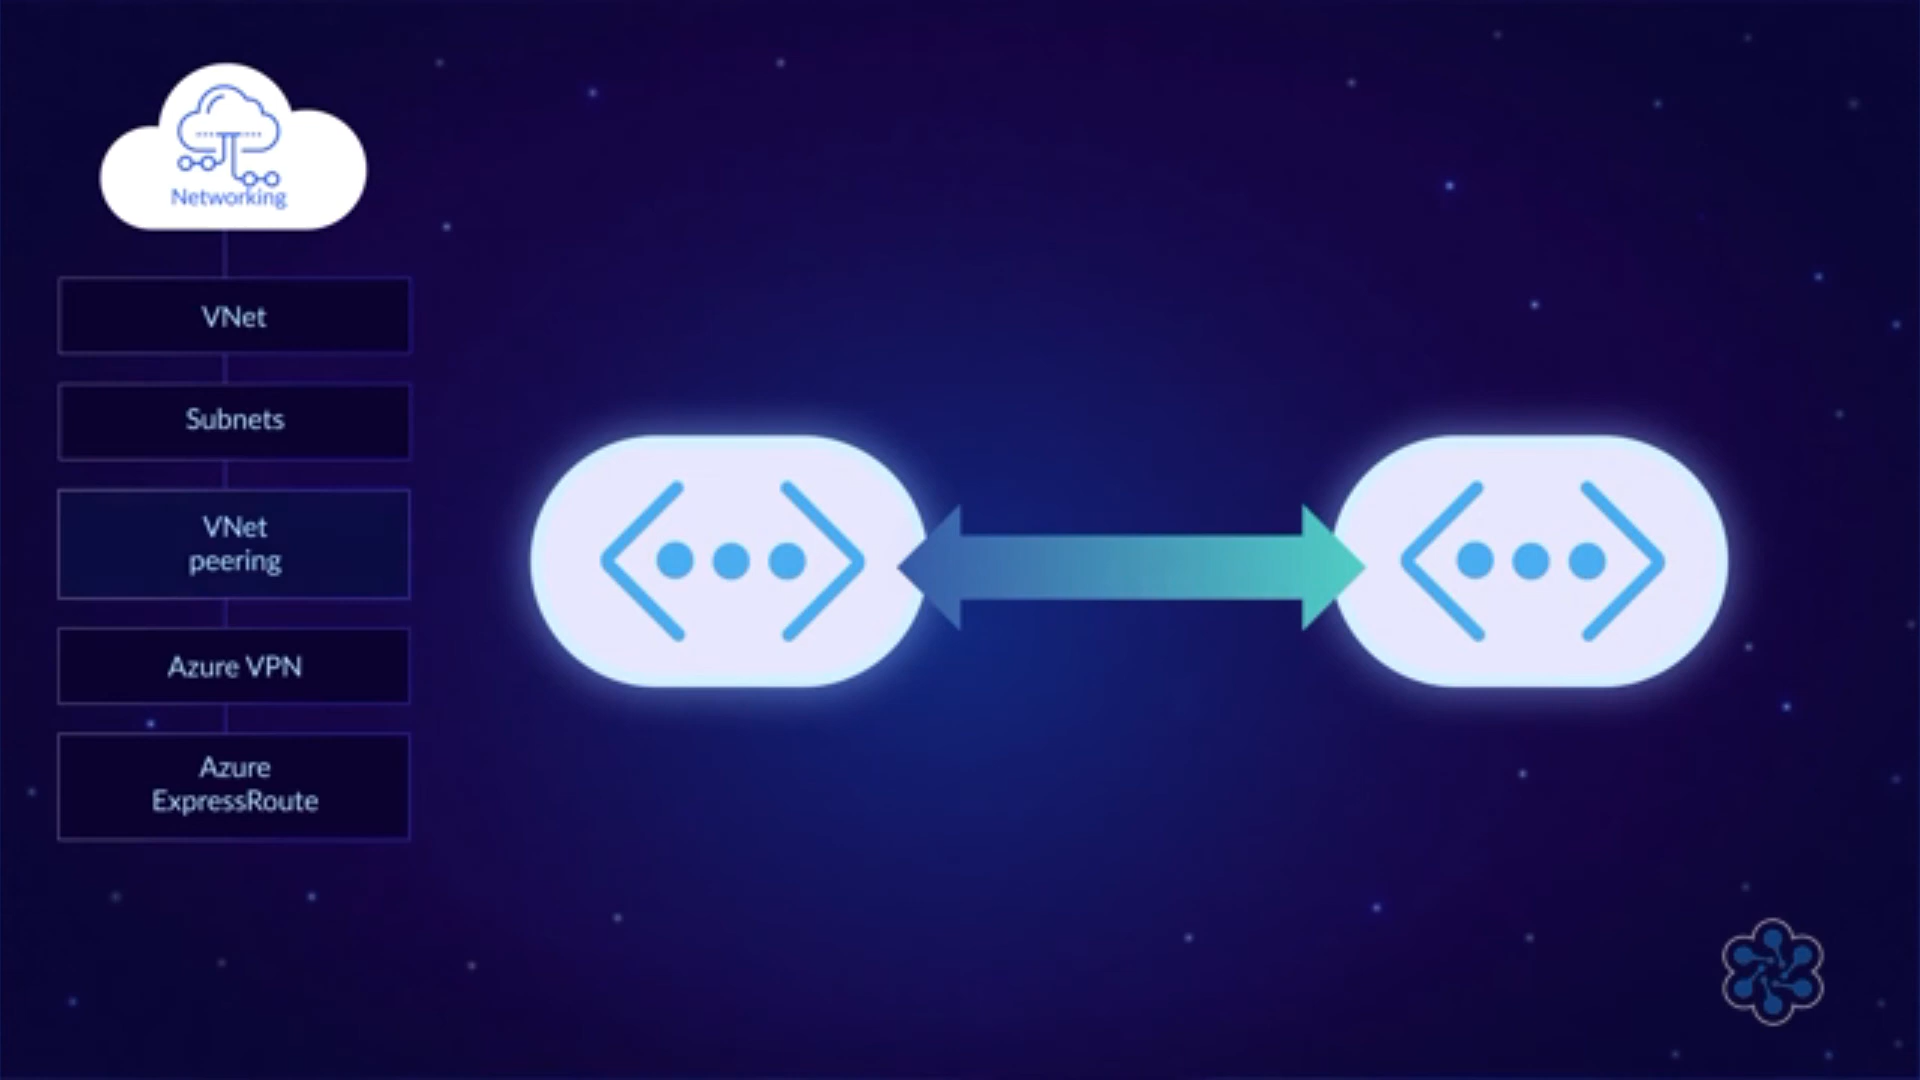 Networking
VNet
Subnets
VNet
peering
Azure VPN
Azure
ExpressRoute